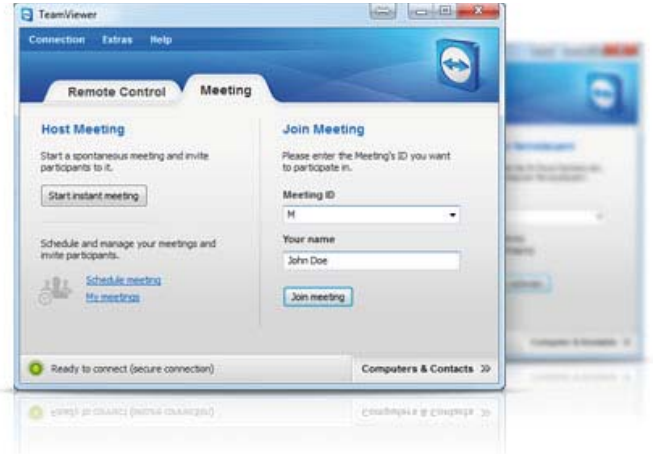 TeamViewer
Connection Extras Help
Remote Control Meeting
Host Meeting
Start a spontaneous meeting and invite
participants to it.
Start instant meeting
Schedule and manage your meetings and
invite participants.
Schedule meeting
My meetings
Join Meeting
Please enter the Meeting's ID you want
to participate in.
Meeting ID
M
Your name
John Doe
Join meeting
Ready to connect (secure connection)
Computers & Contacts